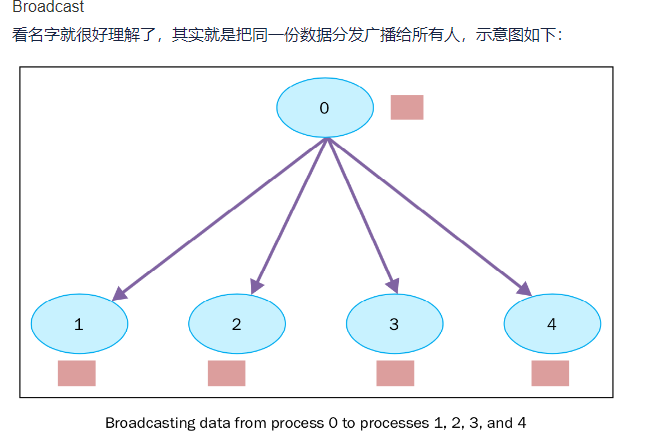 Broadcast
看名字就很好理解了，其实就是把同一份数据分发广播给所有人，示意图如下：
0
1
2
3
4
Broadcasting data from process 0 to processes 1, 2, 3, and 4